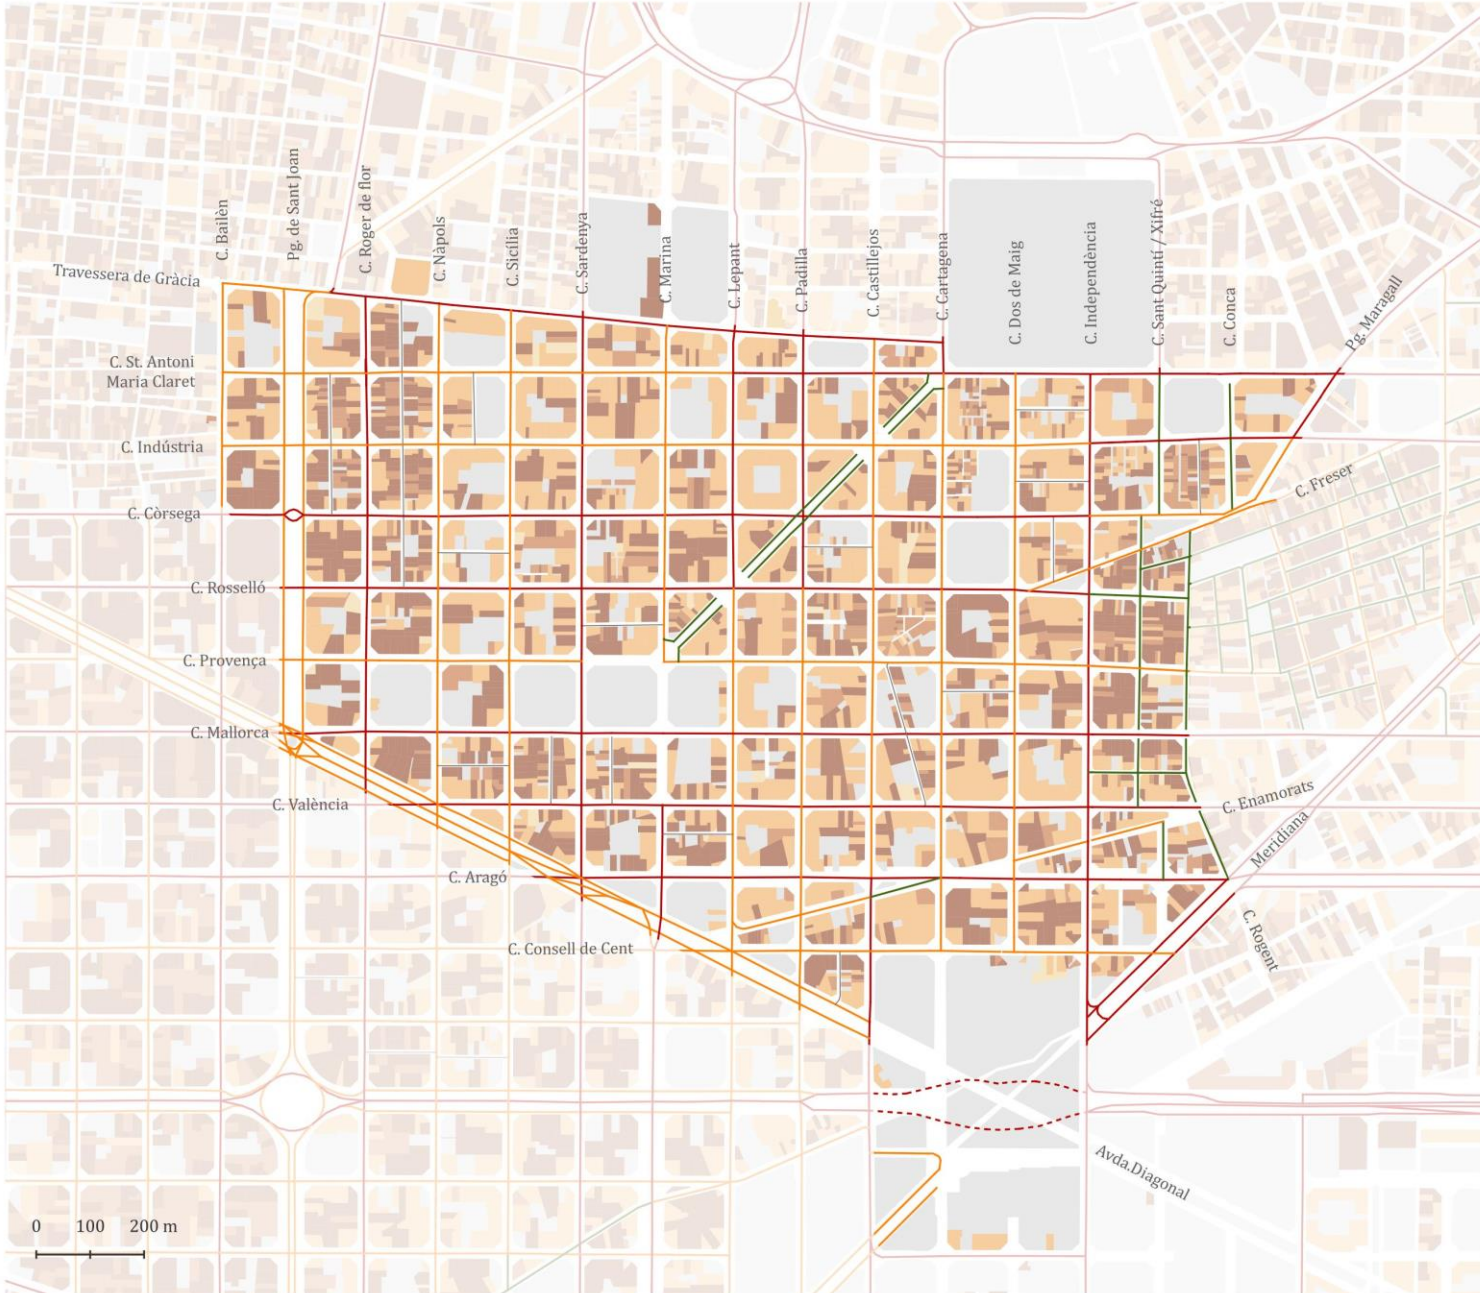 C. Bailèn
Pg. de Sant Joan
C. Roger de flor
C. Nàpols
C. Sicilia
C. Sardenya
C. Marina
C. Lepant
C. Padilla
C. Castillejos
C. Cartagena
C. Dos de Maig
C. Independència
C. Sant Quintí / Xifré
C. Conca
Pg. Maragall
Travessera de Gràcia
C. St. Antoni
Maria Claret
C. Indústria
C. Freser
C. Còrsega
C. Rosselló
C. Provença
C. Mallorca
C. València
C. Enamorats
Meridiana
C. Aragó
C. Rogent
C. Consell de Cent
Avda.Diagonal
0 100 200 m